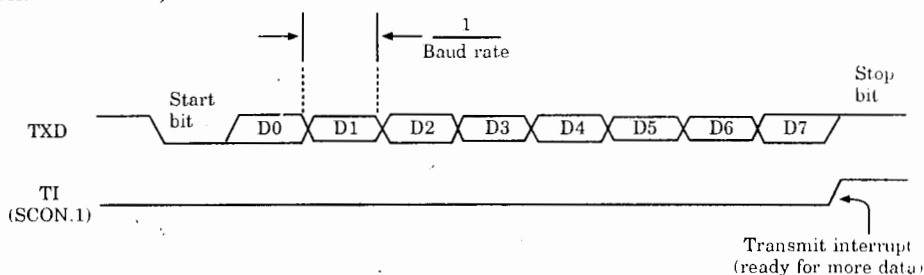 1
Baud rate
Start
bit
Stop
bit
TXD
D0 D1 D2 D3 D4 D5 D6 D7
TI
(SCON.1)
Transmit interrupt
(ready for more data)